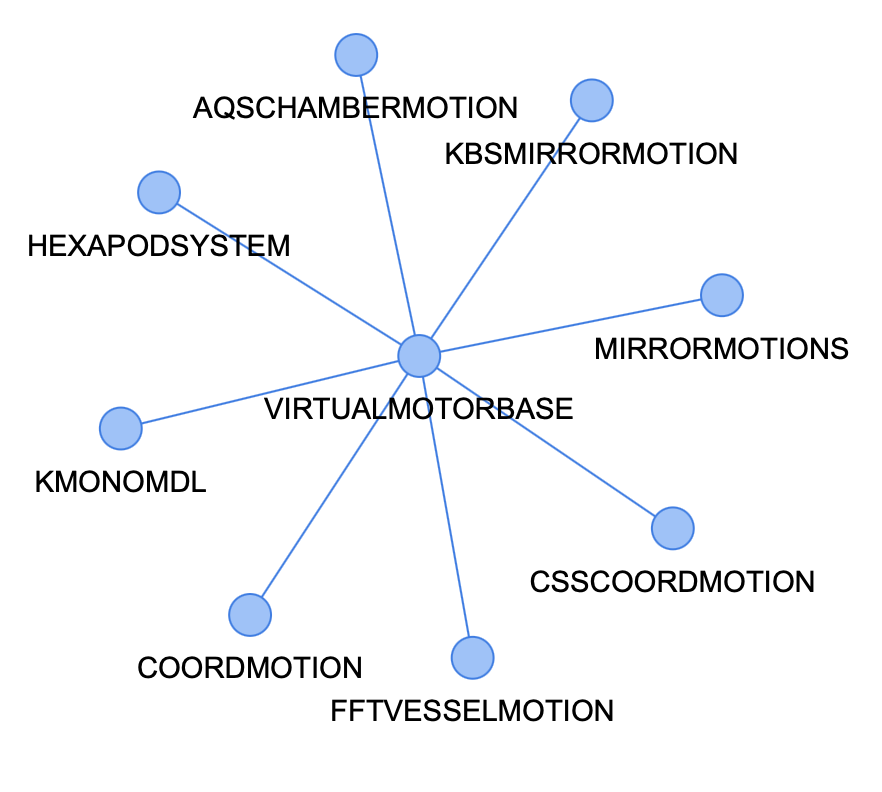 AQSCHAMBERMOTION
KBSMIRRORMOTION
HEXAPODSYSTEM
MIRRORMOTIONS
VIRTUALMOTORBASE
KMONOMDL
CSSCOORDMOTION
COORDMOTION
FFTVESSELMOTION